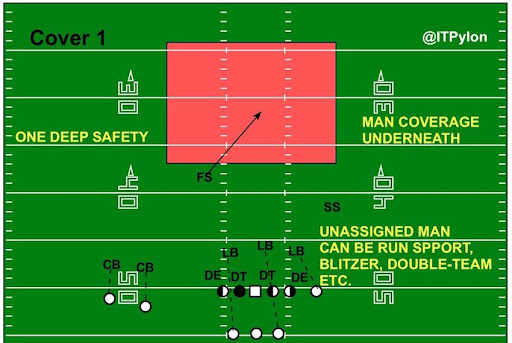 Cover 1
@ITPylon
30
30
MAN COVERAGE
UNDERNEATH
ONE DEEP SAFETY
FS
40
40
SS
UNASSIGNED MAN
CAN BE RUN SPPORT,
BLITZER, DOUBLE-TEAM
ETC.
LB
LB
LB
CB
CB
DE
DT
DT
DE
50
50